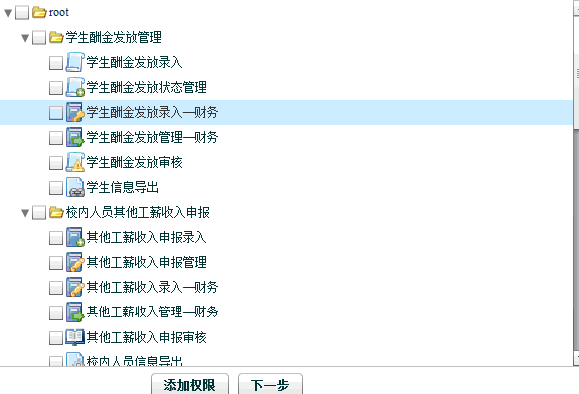 root
学生酬金发放管理
学生酬金发放录入
学生酬金发放状态管理
学生酬金发放录入—财务
学生酬金发放管理—财务
学生酬金发放审核
学生信息导出
校内人员其他工薪收入申报
其他工薪收入申报录入
其他工薪收入申报管理
其他工薪收入录入—财务
其他工薪收入管理—财务
其他工薪收入申报审核
校内人员信息导出
添加权限
下一步